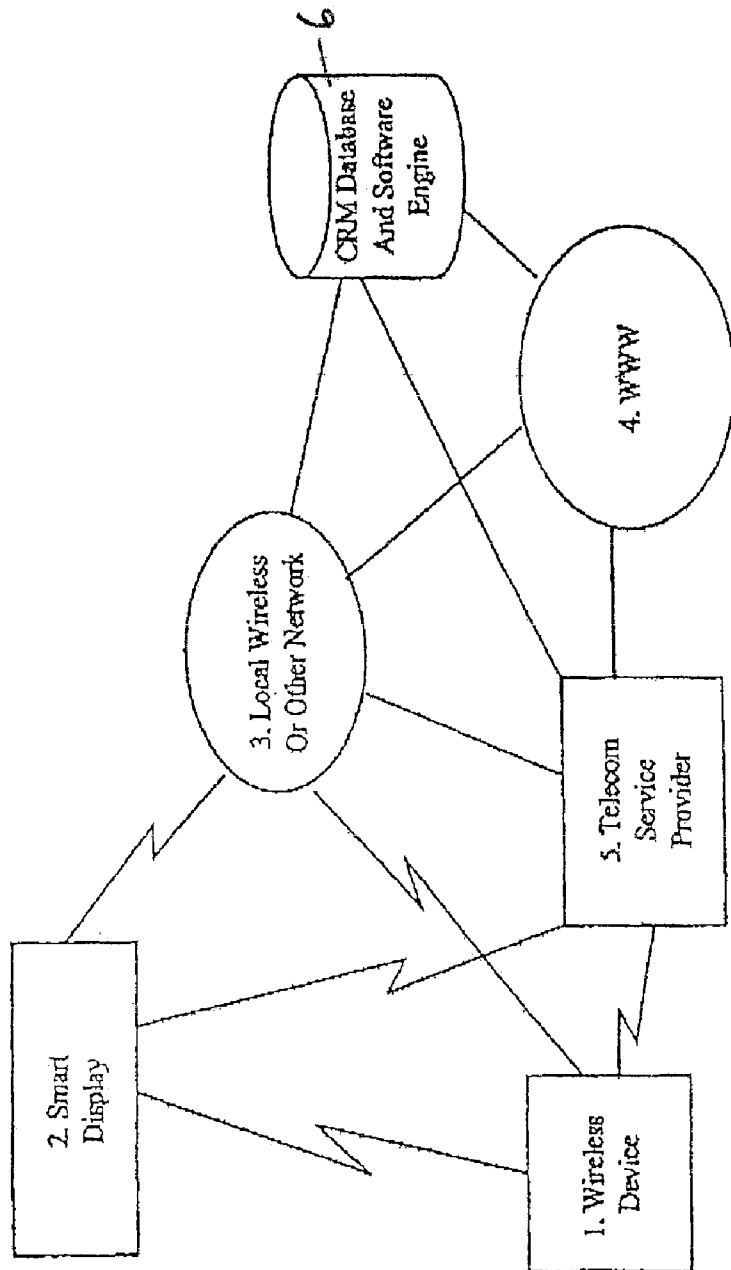 2. Smart
Display
1. Wireless
Device
3. Local Wireless
Or Other Network
5. Telecom
Service
Provider
4. WWW
CRM Database
And Software
Engine
6